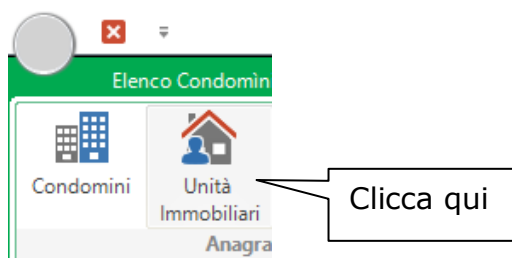 Elenco Condomìn
Condomini
Unità
Immobiliari
Clicca qui
Anagra